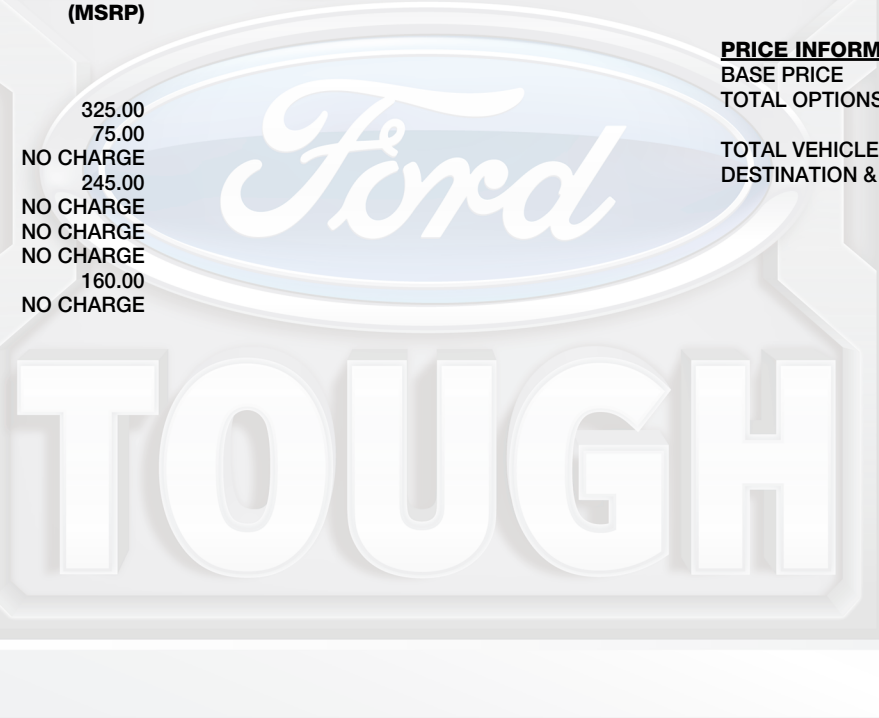 (MSRP)
325.00
75.00
NO CHARGE
245.00
NO CHARGE
NO CHARGE
NO CHARGE
160.00
NO CHARGE
PRICE INFORM
BASE PRICE
TOTAL OPTIONS
TOTAL VEHICLE
DESTINATION &
Ford
TOUGH